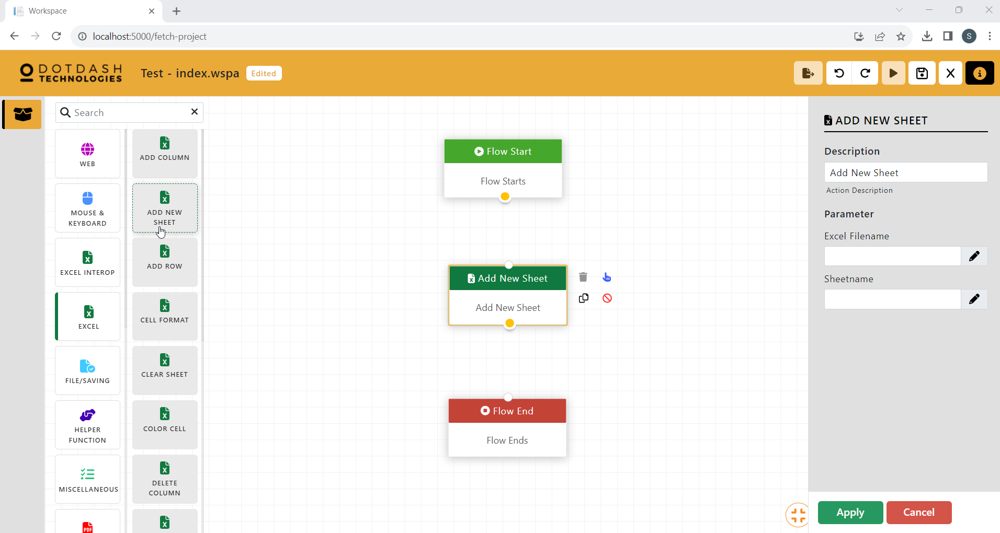 Workspace
localhost:5000/fetch-project
S
DOTDASH
TECHNOLOGIES
Test - index.wspa
Edited
Search
WEB
MOUSE &
KEYBOARD
EXCEL INTEROP
EXCEL
FILE/SAVING
HELPER
FUNCTION
MISCELLANEOUS
PDF
ADD COLUMN
ADD NEW
SHEET
ADD ROW
CELL FORMAT
CLEAR SHEET
COLOR CELL
DELETE
COLUMN
Flow Start
Flow Starts
Add New Sheet
Add New Sheet
Flow End
Flow Ends
ADD NEW SHEET
Description
Add New Sheet
Action Description
Parameter
Excel Filename
Sheetname
Apply
Cancel